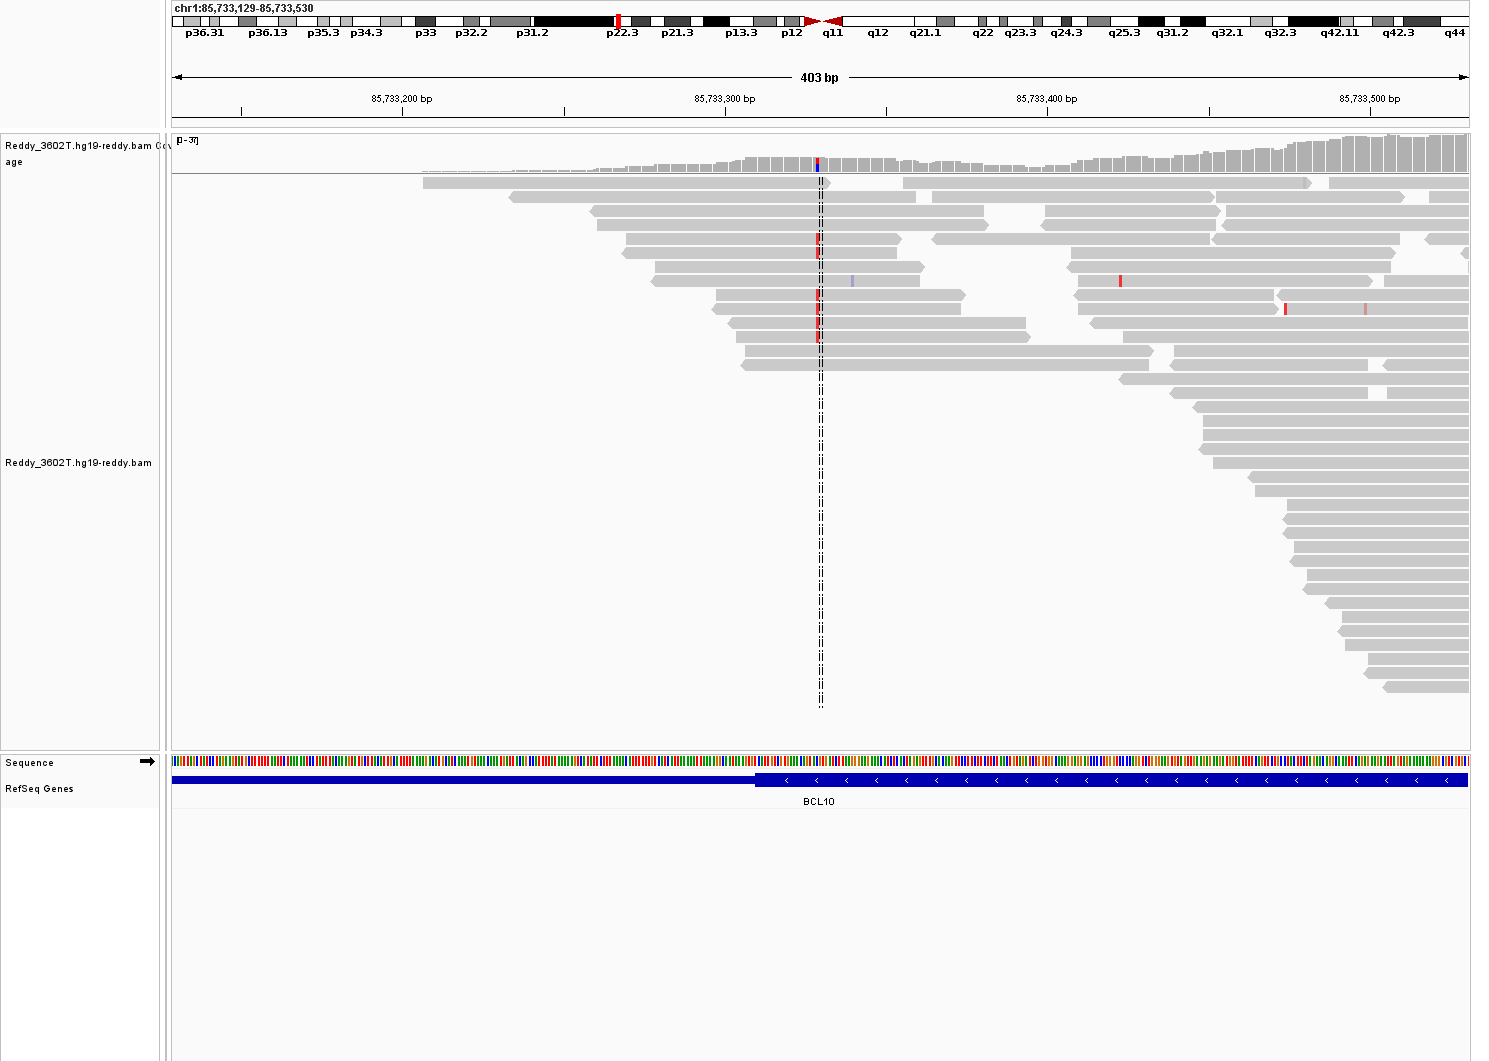 chr1:85,733,129-85,733,530
p36.31 p36.13 p35.3 p34.3 p33 p32.2 p31.2 p22.3 p21.3 p13.3 p12 q11 q12 q21.1 q22 q23.3 q24.3 q25.3 q31.2 q32.1 q32.3 q42.11 q42.3 q44
403 bp
85,733,200 bp 85,733,300 bp 85,733,400 bp 85,733,500 bp
[0 - 37]
Reddy_3602T.hg19-reddy.bam Cov
age
Reddy_3602T.hg19-reddy.bam
Sequence
RefSeq Genes
BCL10